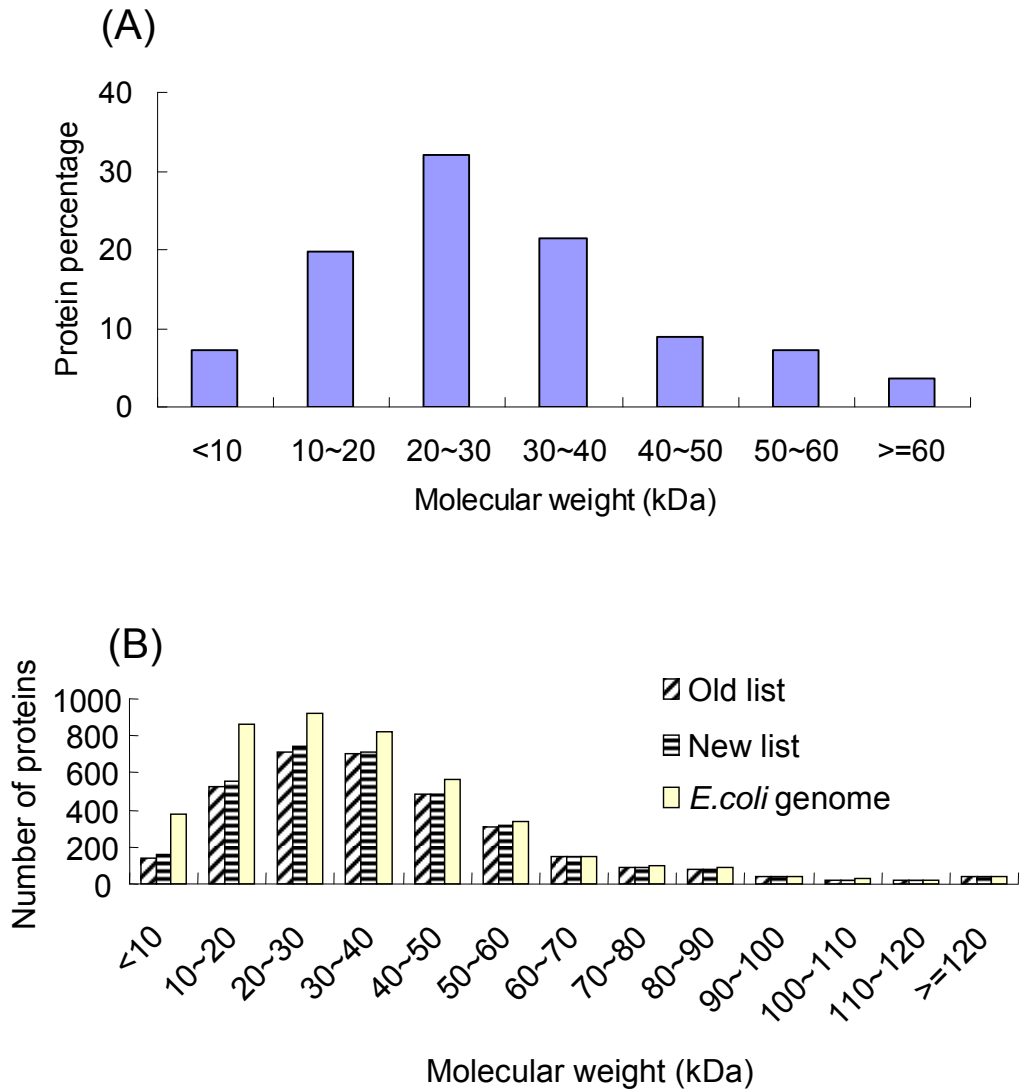 (A)
Protein percentage
40
30
20
10
0
<10 10~20 20~30 30~40 40~50 50~60 >=60
Molecular weight (kDa)
(B)
Number of proteins
1000
800
600
400
200
0
Old list
New list
E.coli genome
<10 10~20 20~30 30~40 40~50 50~60 60~70 70~80 80~90 90~100 100~110 110~120 >=120
Molecular weight (kDa)